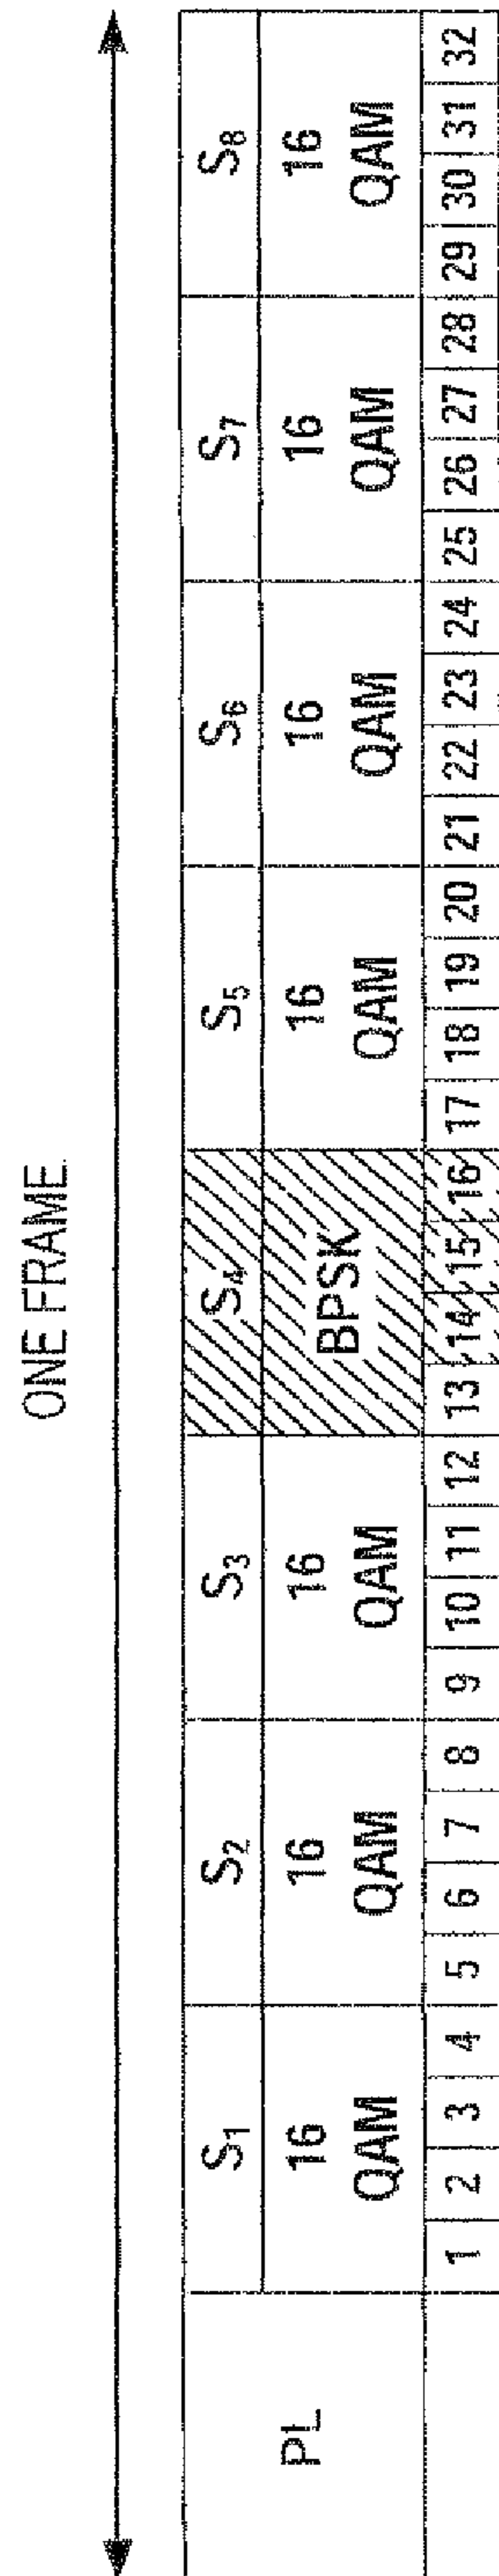 ONE FRAME
PL
S1 S2 S3 S4 S5 S6 S7 S8
16 QAM 16 QAM 16 QAM BPSK 16 QAM 16 QAM 16 QAM 16 QAM
1 2 3 4 5 6 7 8 9 10 11 12 13 14 15 16 17 18 19 20 21 22 23 24 25 26 27 28 29 30 31 32